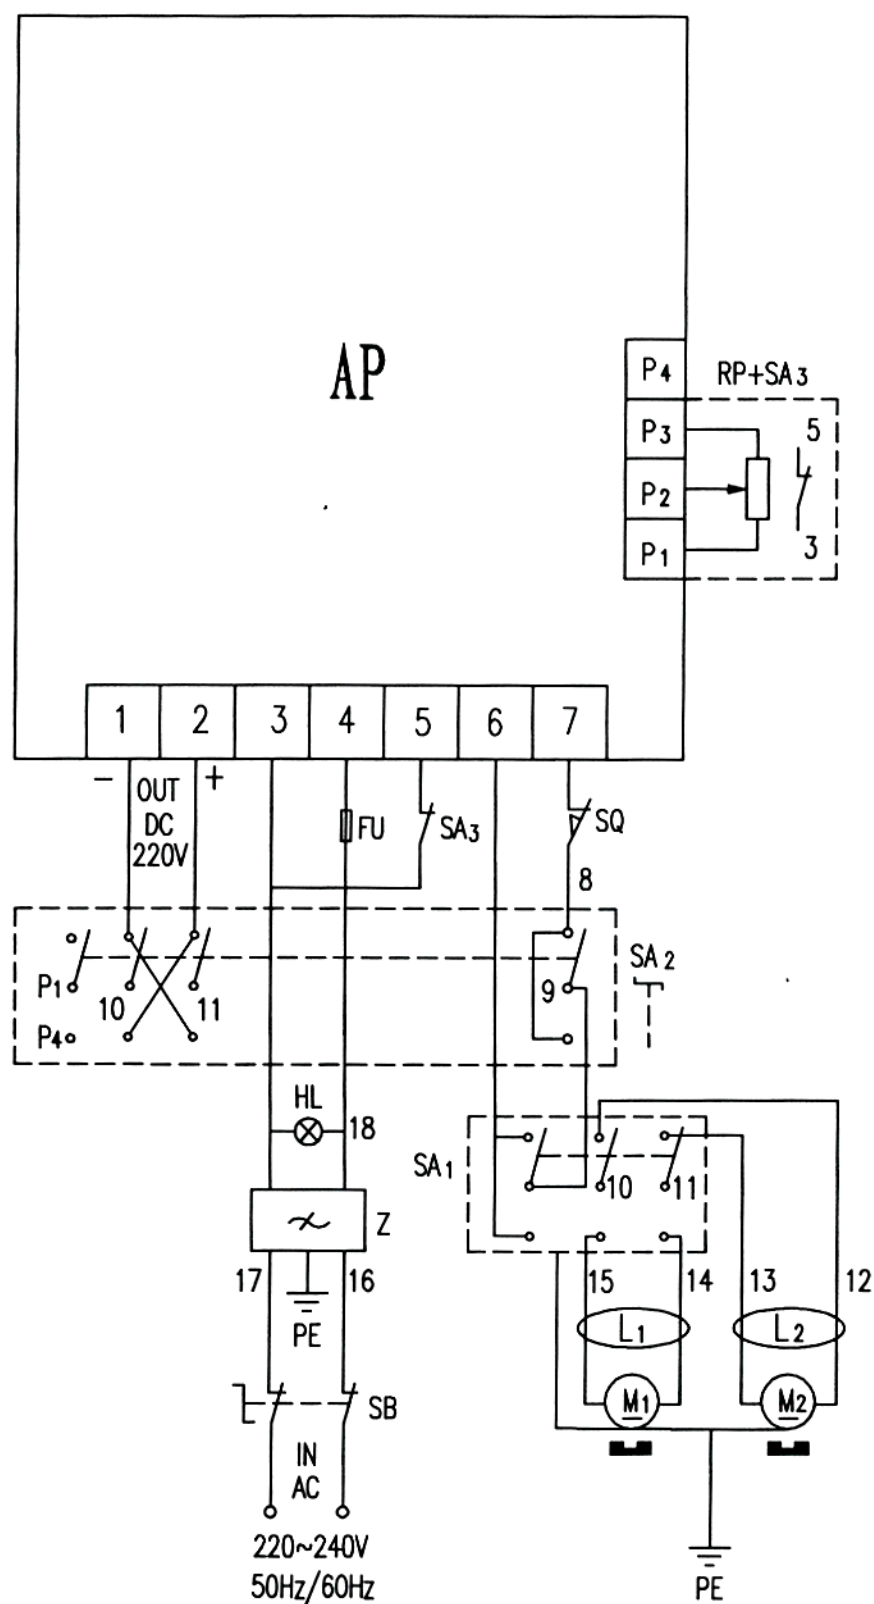 AP
P4
RP+SA3
P3
5
P2
P1
3
1 2 3 4 5 6 7
- +
OUT
DC
220V
FU
SA3
SQ
8
SA2
P1
10
11
9
P4
HL
18
SA1
10
11
Z
17
16
15
14
13
12
PE
L1
L2
SB
M1
M2
IN
AC
220~240V
50Hz/60Hz
PE